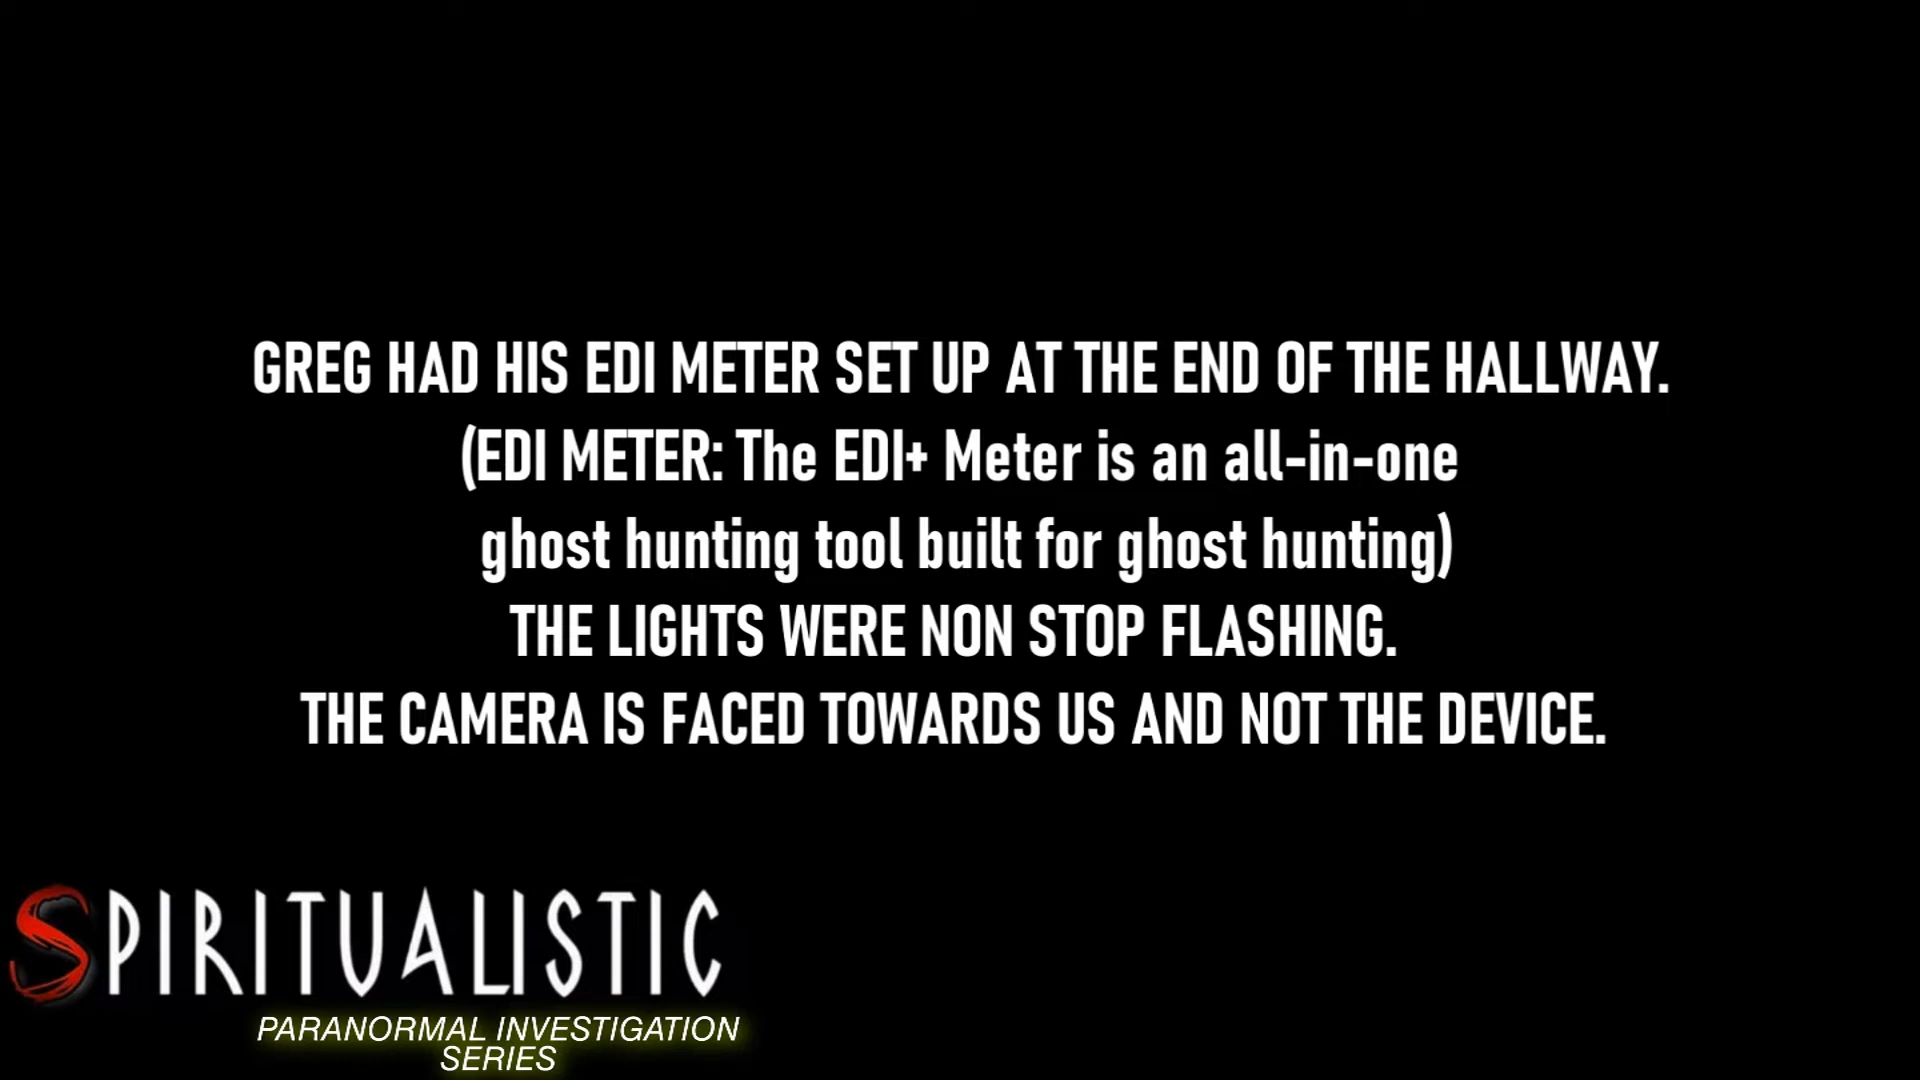 GREG HAD HIS EDI METER SET UP AT THE END OF THE HALLWAY.
(EDI METER: The EDI+ Meter is an all-in-one
ghost hunting tool built for ghost hunting)
THE LIGHTS WERE NON STOP FLASHING.
THE CAMERA IS FACED TOWARDS US AND NOT THE DEVICE.
SPIRITUALISTIC
PARANORMAL INVESTIGATION
SERIES